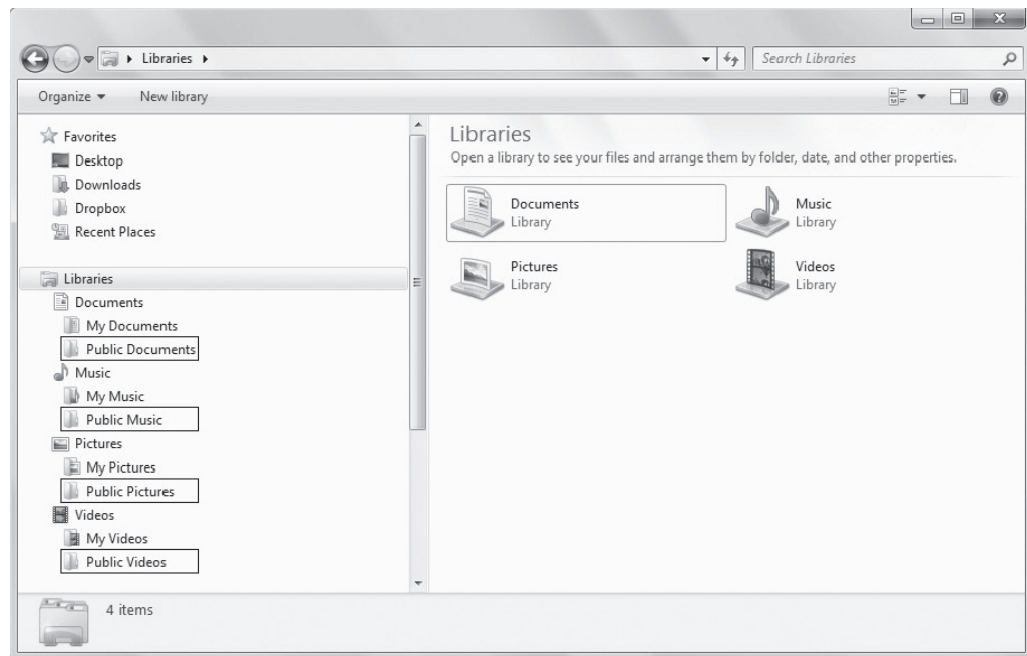 Libraries
Search Libraries
Organize
New library
Favorites
Desktop
Downloads
Dropbox
Recent Places
Libraries
Documents
My Documents
Public Documents
Music
My Music
Public Music
Pictures
My Pictures
Public Pictures
Videos
My Videos
Public Videos
Libraries
Open a library to see your files and arrange them by folder, date, and other properties.
Documents
Library
Music
Library
Pictures
Library
Videos
Library
4 items